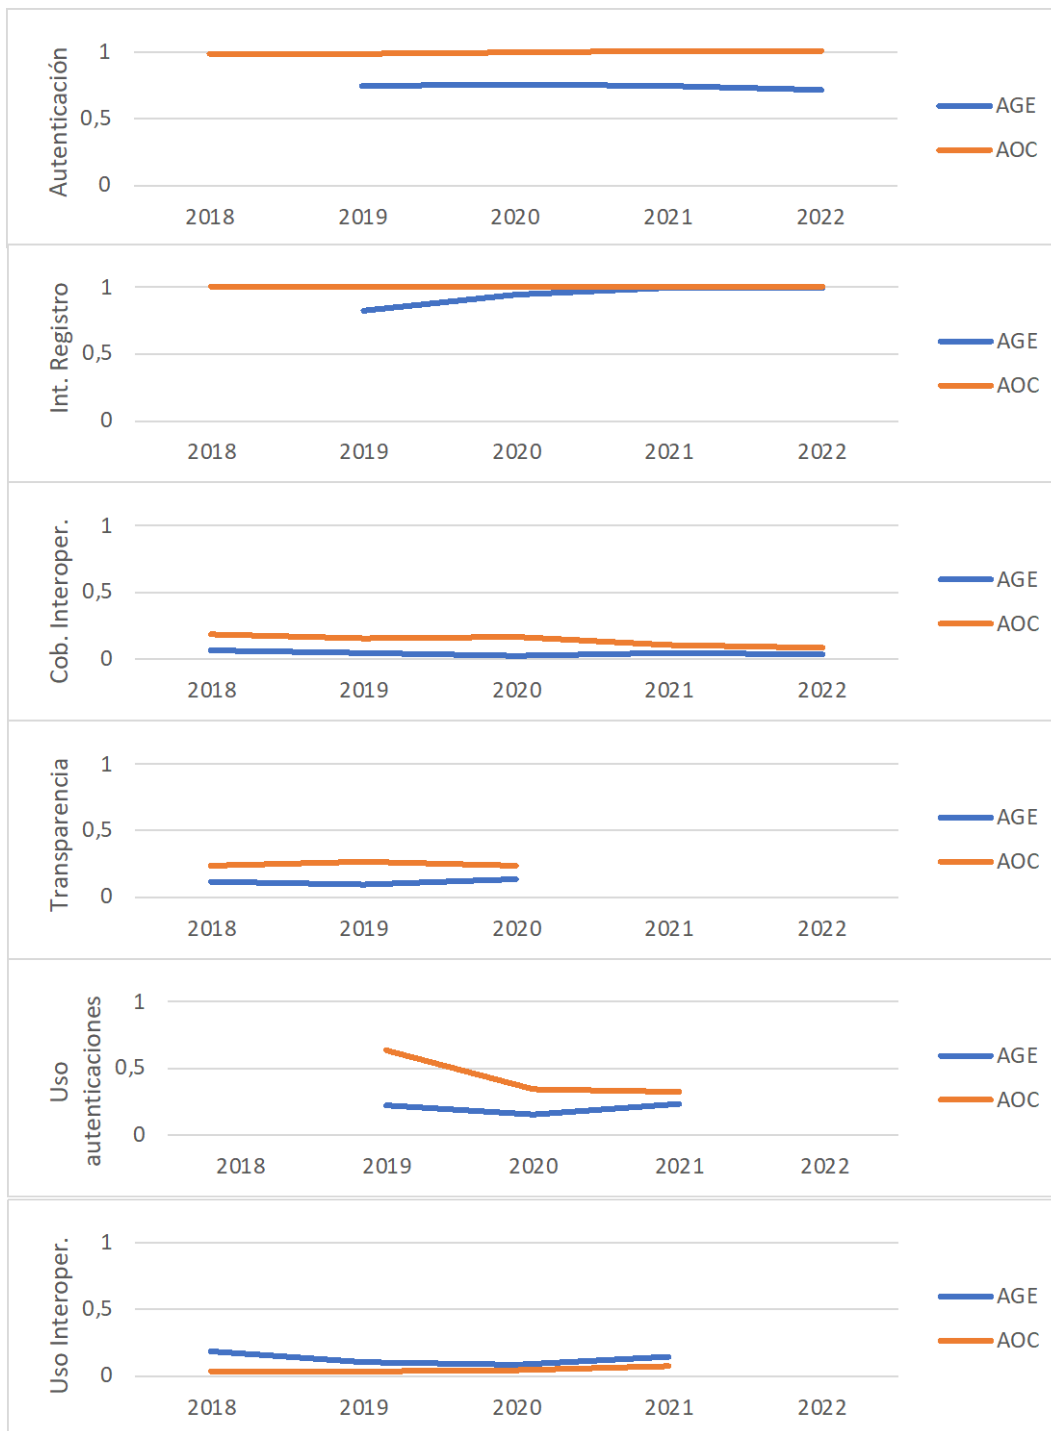 Autenticación
1
0,5
0
2018 2019 2020 2021 2022
AGE
AOC
Int. Registro
1
0,5
0
2018 2019 2020 2021 2022
AGE
AOC
Cob. Interoper.
1
0,5
0
2018 2019 2020 2021 2022
AGE
AOC
Transparencia
1
0,5
0
2018 2019 2020 2021 2022
AGE
AOC
Uso
autenticaciones
1
0,5
0
2018 2019 2020 2021 2022
AGE
AOC
Uso Interoper.
1
0,5
0
2018 2019 2020 2021 2022
AGE
AOC